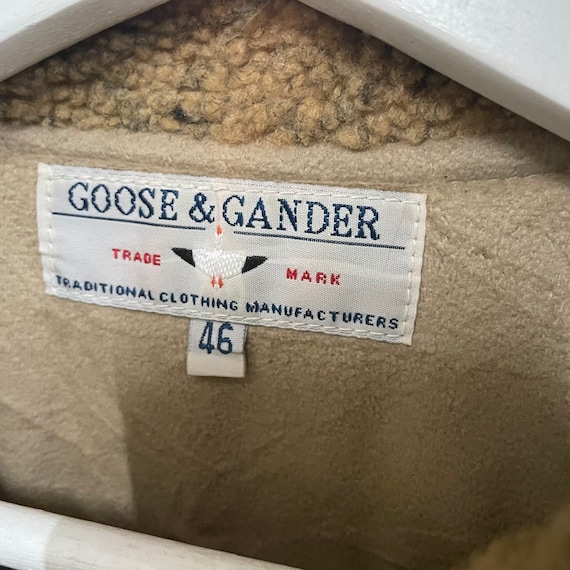 GOOSE & GANDER
TRADE MARK
TRADITIONAL CLOTHING MANUFACTURERS
46